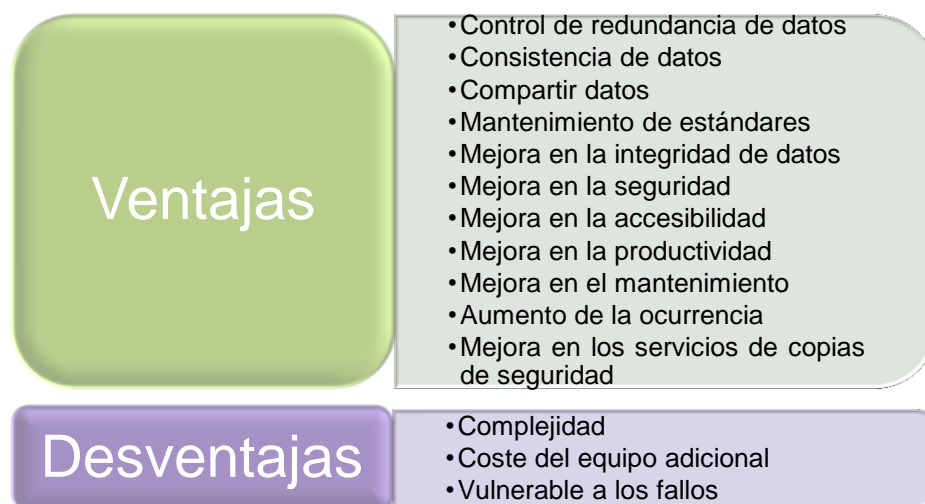 Ventajas
•Control de redundancia de datos
•Consistencia de datos
•Compartir datos
•Mantenimiento de estándares
•Mejora en la integridad de datos
•Mejora en la seguridad
•Mejora en la accesibilidad
•Mejora en la productividad
•Mejora en el mantenimiento
•Aumento de la ocurrencia
•Mejora en los servicios de copias
de seguridad
Desventajas
•Complejidad
•Coste del equipo adicional
•Vulnerable a los fallos